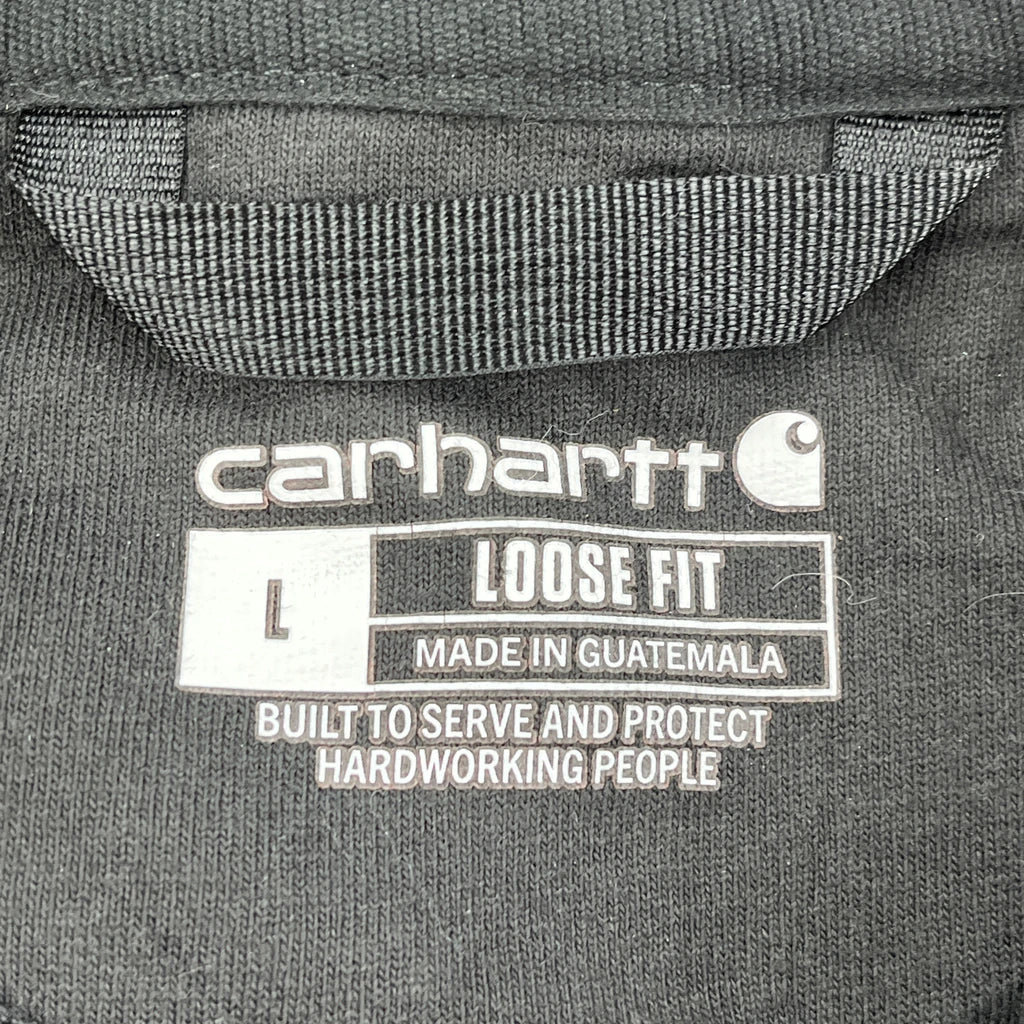 carhartt
L
LOOSE FIT
MADE IN GUATEMALA
BUILT TO SERVE AND PROTECT
HARDWORKING PEOPLE